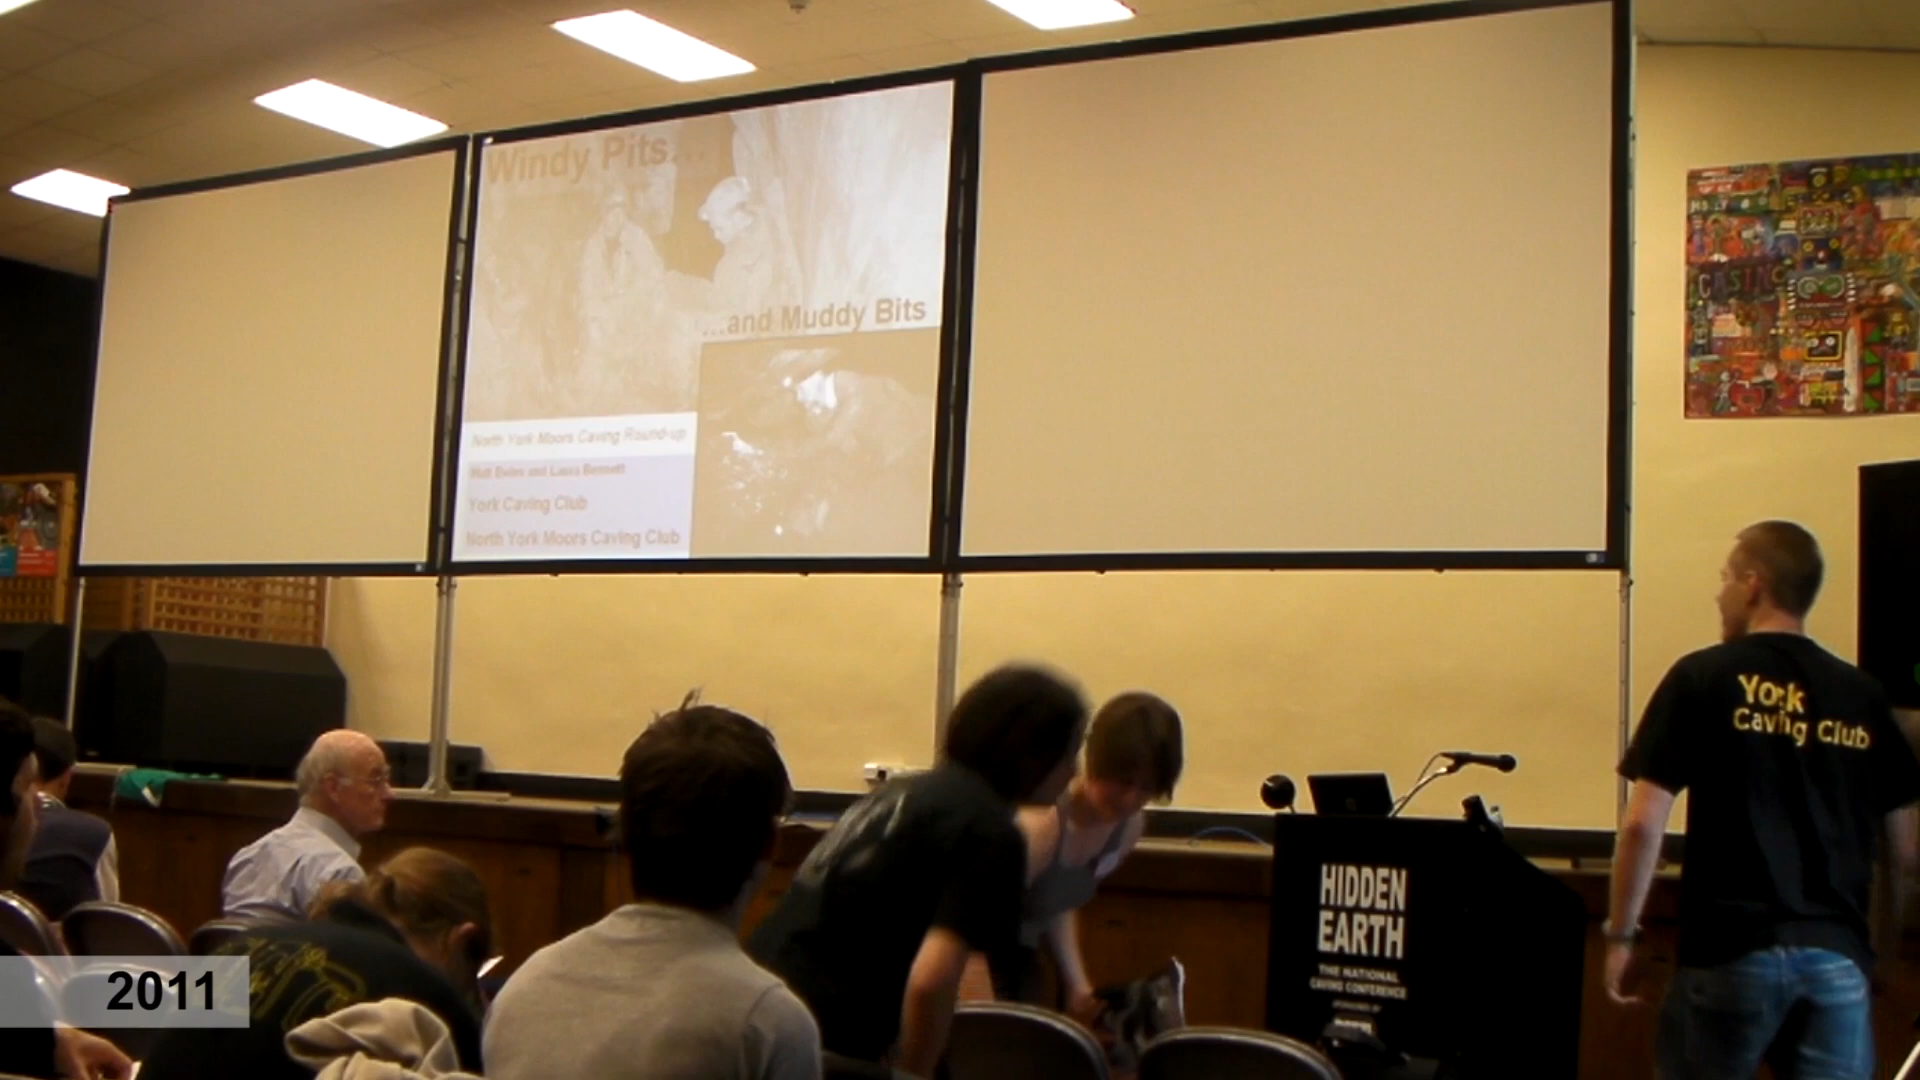 Windy Pits...
...and Muddy Bits
North York Moors Caving Round-up
York Caving Club
North York Moors Caving Club
CASINO
York
Caving Club
HIDDEN
EARTH
THE NATIONAL
CAVING CONFERENCE
2011